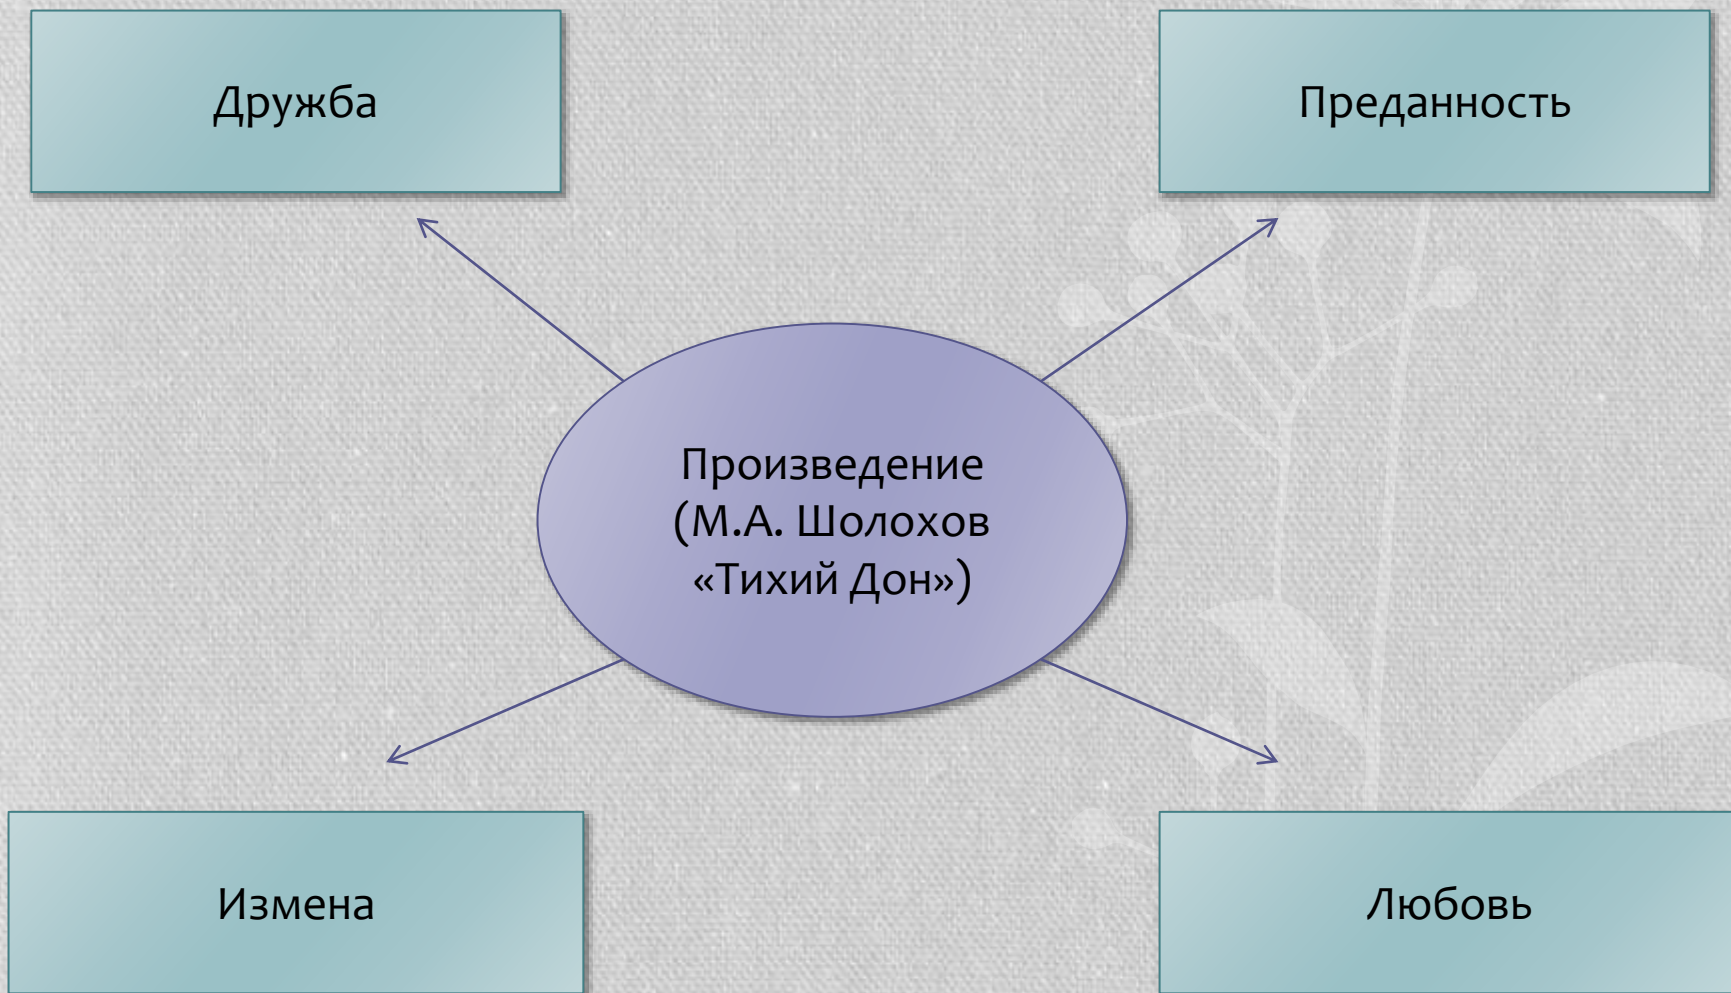 Дружба
Преданность
Произведение
(М.А. Шолохов
«Тихий Дон»)
Измена
Любовь